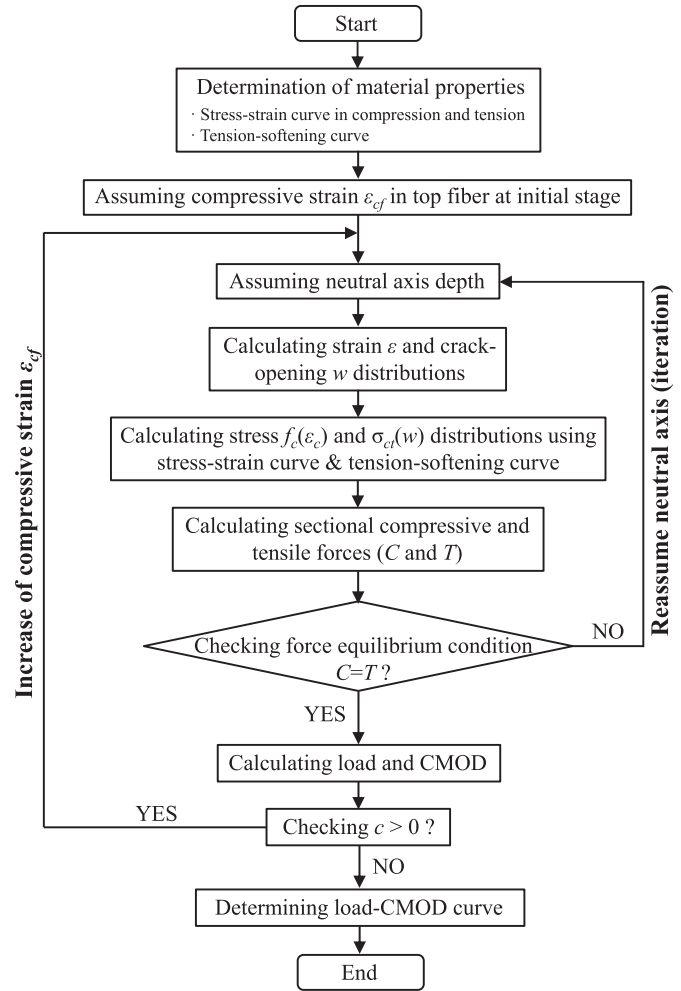 Start
Determination of material properties
· Stress-strain curve in compression and tension
· Tension-softening curve
Assuming compressive strain εcf in top fiber at initial stage
Assuming neutral axis depth
Calculating strain ε and crack-
opening w distributions
Calculating stress fc(εc) and σct(w) distributions using
stress-strain curve & tension-softening curve
Calculating sectional compressive and
tensile forces (C and T)
Checking force equilibrium condition
C=T ?
NO
Reassume neutral axis (iteration)
YES
Calculating load and CMOD
Checking c > 0 ?
YES
Increase of compressive strain εcf
NO
Determining load-CMOD curve
End